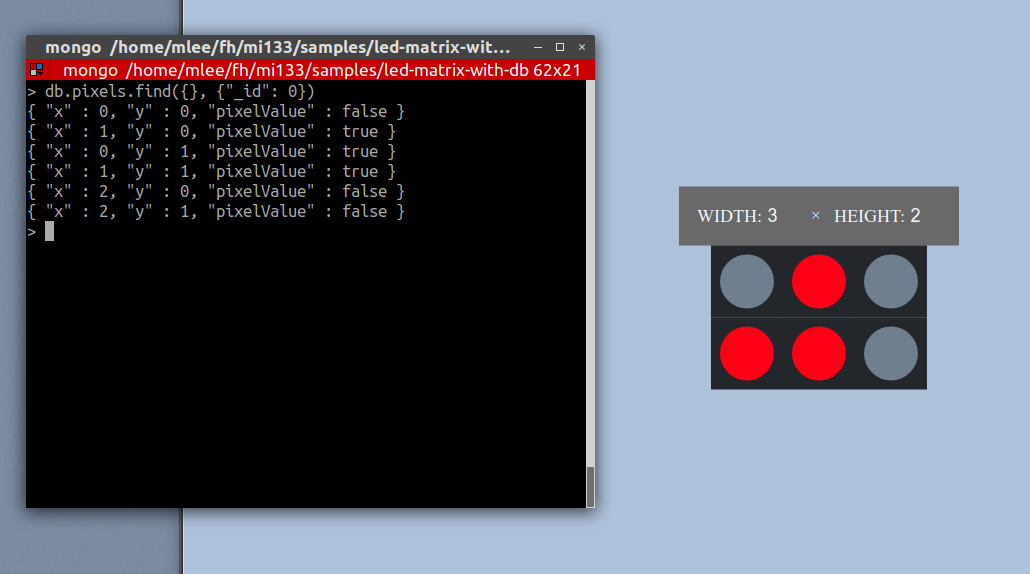 mongo /home/mlee/fh/mi133/samples/led-matrix-wit...
mongo /home/mlee/fh/mi133/samples/led-matrix-with-db 62x21
> db.pixels.find({}, {"_id": 0})
{ "x" : 0, "y" : 0, "pixelValue" : false }
{ "x" : 1, "y" : 0, "pixelValue" : true }
{ "x" : 0, "y" : 1, "pixelValue" : true }
{ "x" : 1, "y" : 1, "pixelValue" : true }
{ "x" : 2, "y" : 0, "pixelValue" : false }
{ "x" : 2, "y" : 1, "pixelValue" : false }
>
WIDTH: 3 × HEIGHT: 2